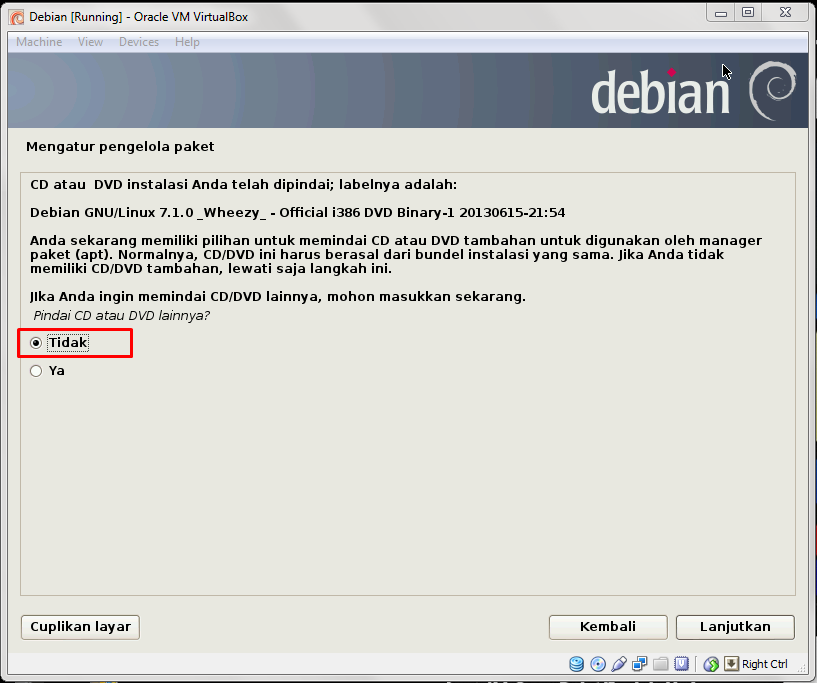 Debian [Running] - Oracle VM VirtualBox
Machine View Devices Help
debian
Mengatur pengelola paket
CD atau DVD instalasi Anda telah dipindai; labelnya adalah:
Debian GNU/Linux 7.1.0 _Wheezy_ - Official i386 DVD Binary-1 20130615-21:54
Anda sekarang memiliki pilihan untuk memindai CD atau DVD tambahan untuk digunakan oleh manager
paket (apt). Normalnya, CD/DVD ini harus berasal dari bundel instalasi yang sama. Jika Anda tidak
memiliki CD/DVD tambahan, lewati saja langkah ini.
JIka Anda ingin memindai CD/DVD lainnya, mohon masukkan sekarang.
Pindai CD atau DVD lainnya?
Tidak
Ya
Cuplikan layar
Kembali
Lanjutkan
Right Ctrl